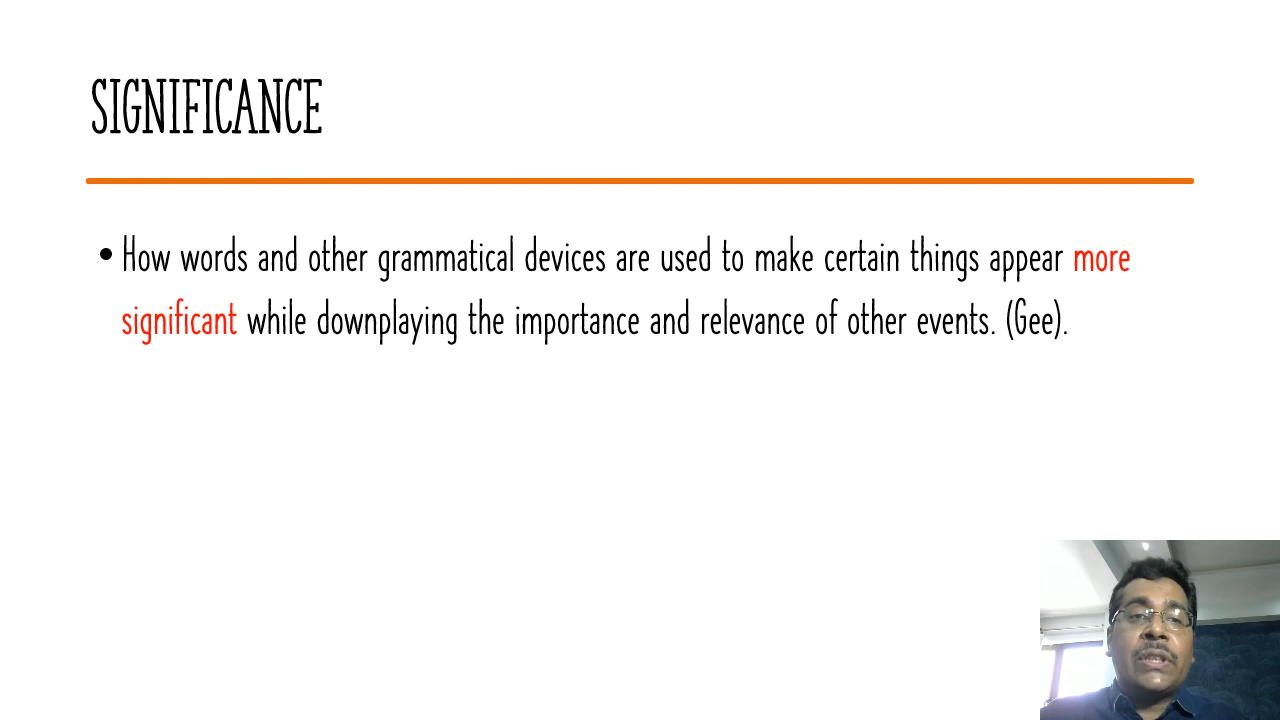 SIGNIFICANCE
• How words and other grammatical devices are used to make certain things appear more
significant while downplaying the importance and relevance of other events. (Gee).